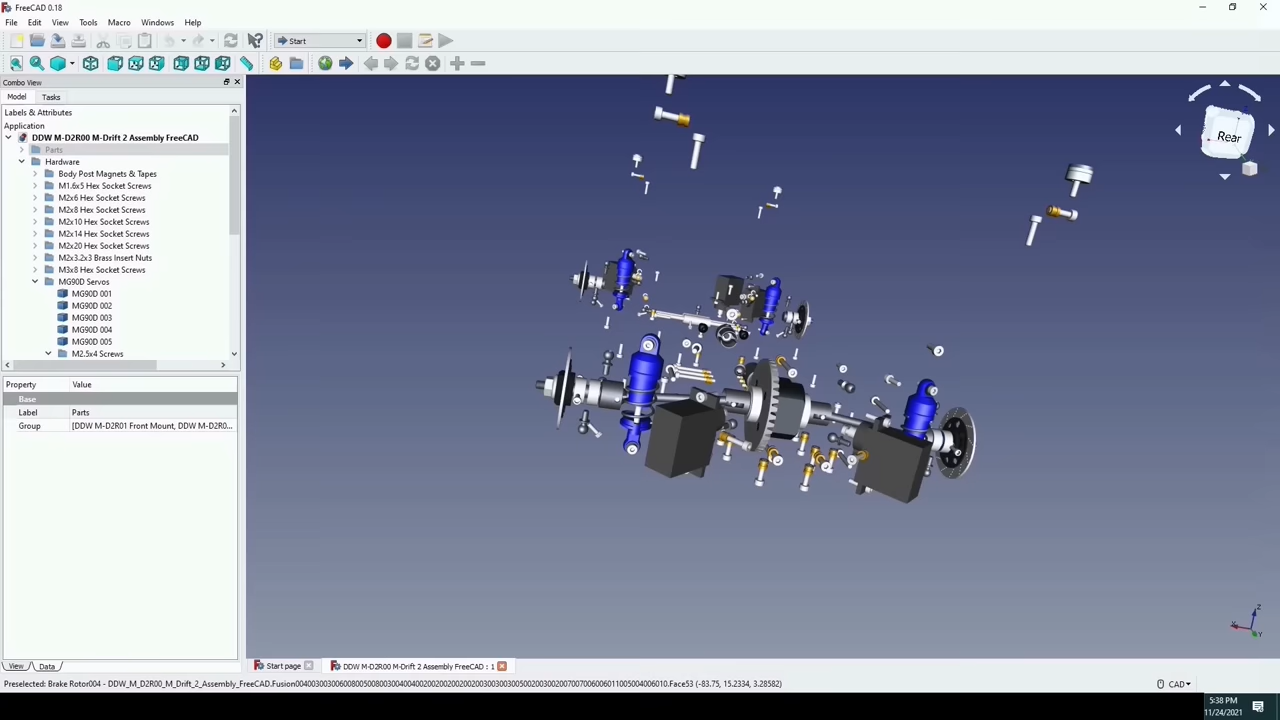 FreeCAD 0.18
File Edit View Tools Macro Windows Help
Start
Combo View
Model Tasks
Labels & Attributes
Application
DDW M-D2R00 M-Drift 2 Assembly FreeCAD
Parts
Hardware
Body Post Magnets & Tapes
M1.6x5 Hex Socket Screws
M2x6 Hex Socket Screws
M2x8 Hex Socket Screws
M2x10 Hex Socket Screws
M2x14 Hex Socket Screws
M2x20 Hex Socket Screws
M2x3.2x3 Brass Insert Nuts
M3x8 Hex Socket Screws
MG90D Servos
MG90D 001
MG90D 002
MG90D 003
MG90D 004
MG90D 005
M2.5x4 Screws
Property Value
Base
Label Parts
Group [DDW M-D2R01 Front Mount, DDW M-D2R0...
View Data
Rear
Z
X
Y
Start page
DDW M-D2R00 M-Drift 2 Assembly FreeCAD : 1
Preselected: Brake Rotor004 - DDW_M_D2R00_M_Drift_2_Assembly_FreeCAD.Fusion004003003006008005008003004004002002002002002003003003005002003002007007006006011005004006010.Face53 (-83.75, 15.2334, 3.28582)
CAD
5:38 PM
11/24/2021